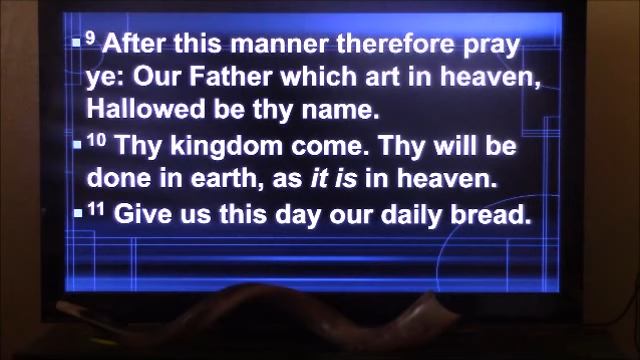 9 After this manner therefore pray
ye: Our Father which art in heaven,
Hallowed be thy name.
10 Thy kingdom come. Thy will be
done in earth, as it is in heaven.
11 Give us this day our daily bread.